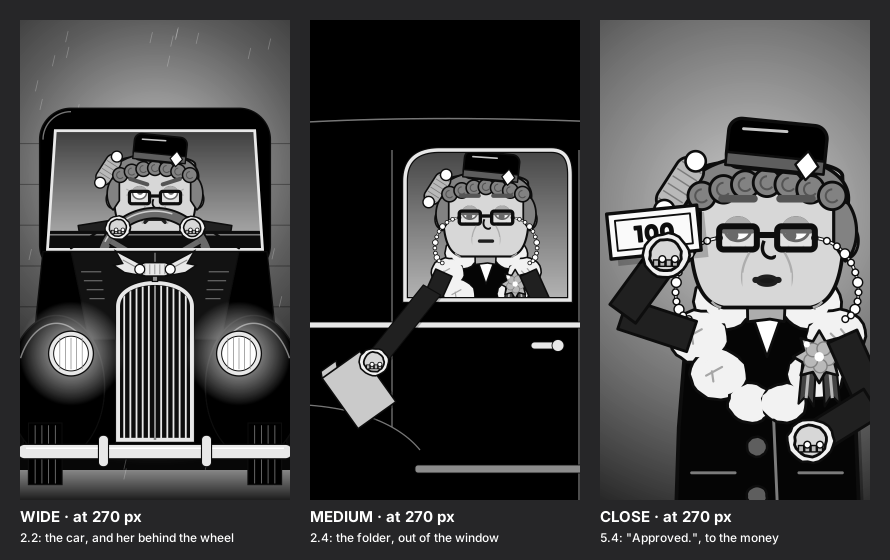 100
WIDE · at 270 px
2.2: the car, and her behind the wheel
MEDIUM · at 270 px
2.4: the folder, out of the window
CLOSE · at 270 px
5.4: "Approved.", to the money